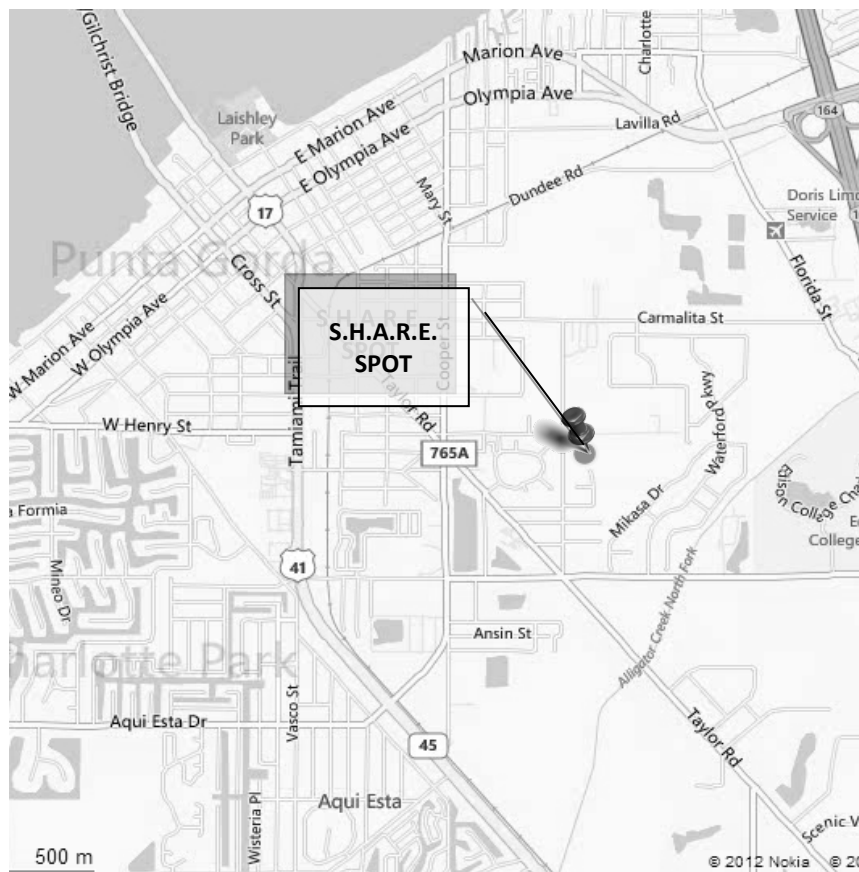 Gilchrist Bridge
Marion Ave
Charlotte
Olympia Ave
164
Laishley
Park
E Marion Ave
Lavilla Rd
E Olympia Ave
Dundee Rd
Mary St
17
Doris Limo
Service
Punta Gorda
Cross St
Florida St
S.H.A.R.E.
SPOT
Carmalita St
Cooper St
W Marion Ave
W Olympia Ave
Tamiami Trail
Taylor Rd
W Henry St
765A
Waterford Pkwy
Mikasa Dr
Edison College
College
a Formia
Mineo Dr
41
Alligator Creek North Fork
Ansin St
harlotte Park
Vasco St
Aqui Esta Dr
45
Taylor Rd
Aqui Esta
Wisteria Pl
Scenic V
500 m
© 2012 Nokia
© 20